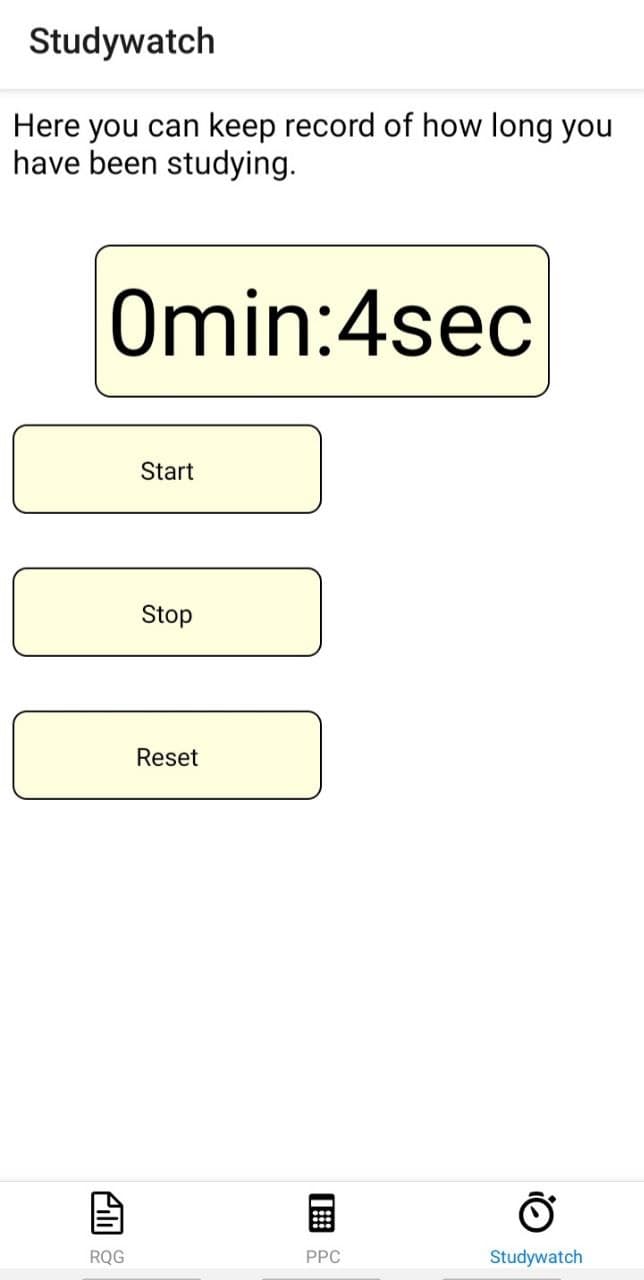 Studywatch
Here you can keep record of how long you
have been studying.
0min:4sec
Start
Stop
Reset
RQG
PPC
Studywatch